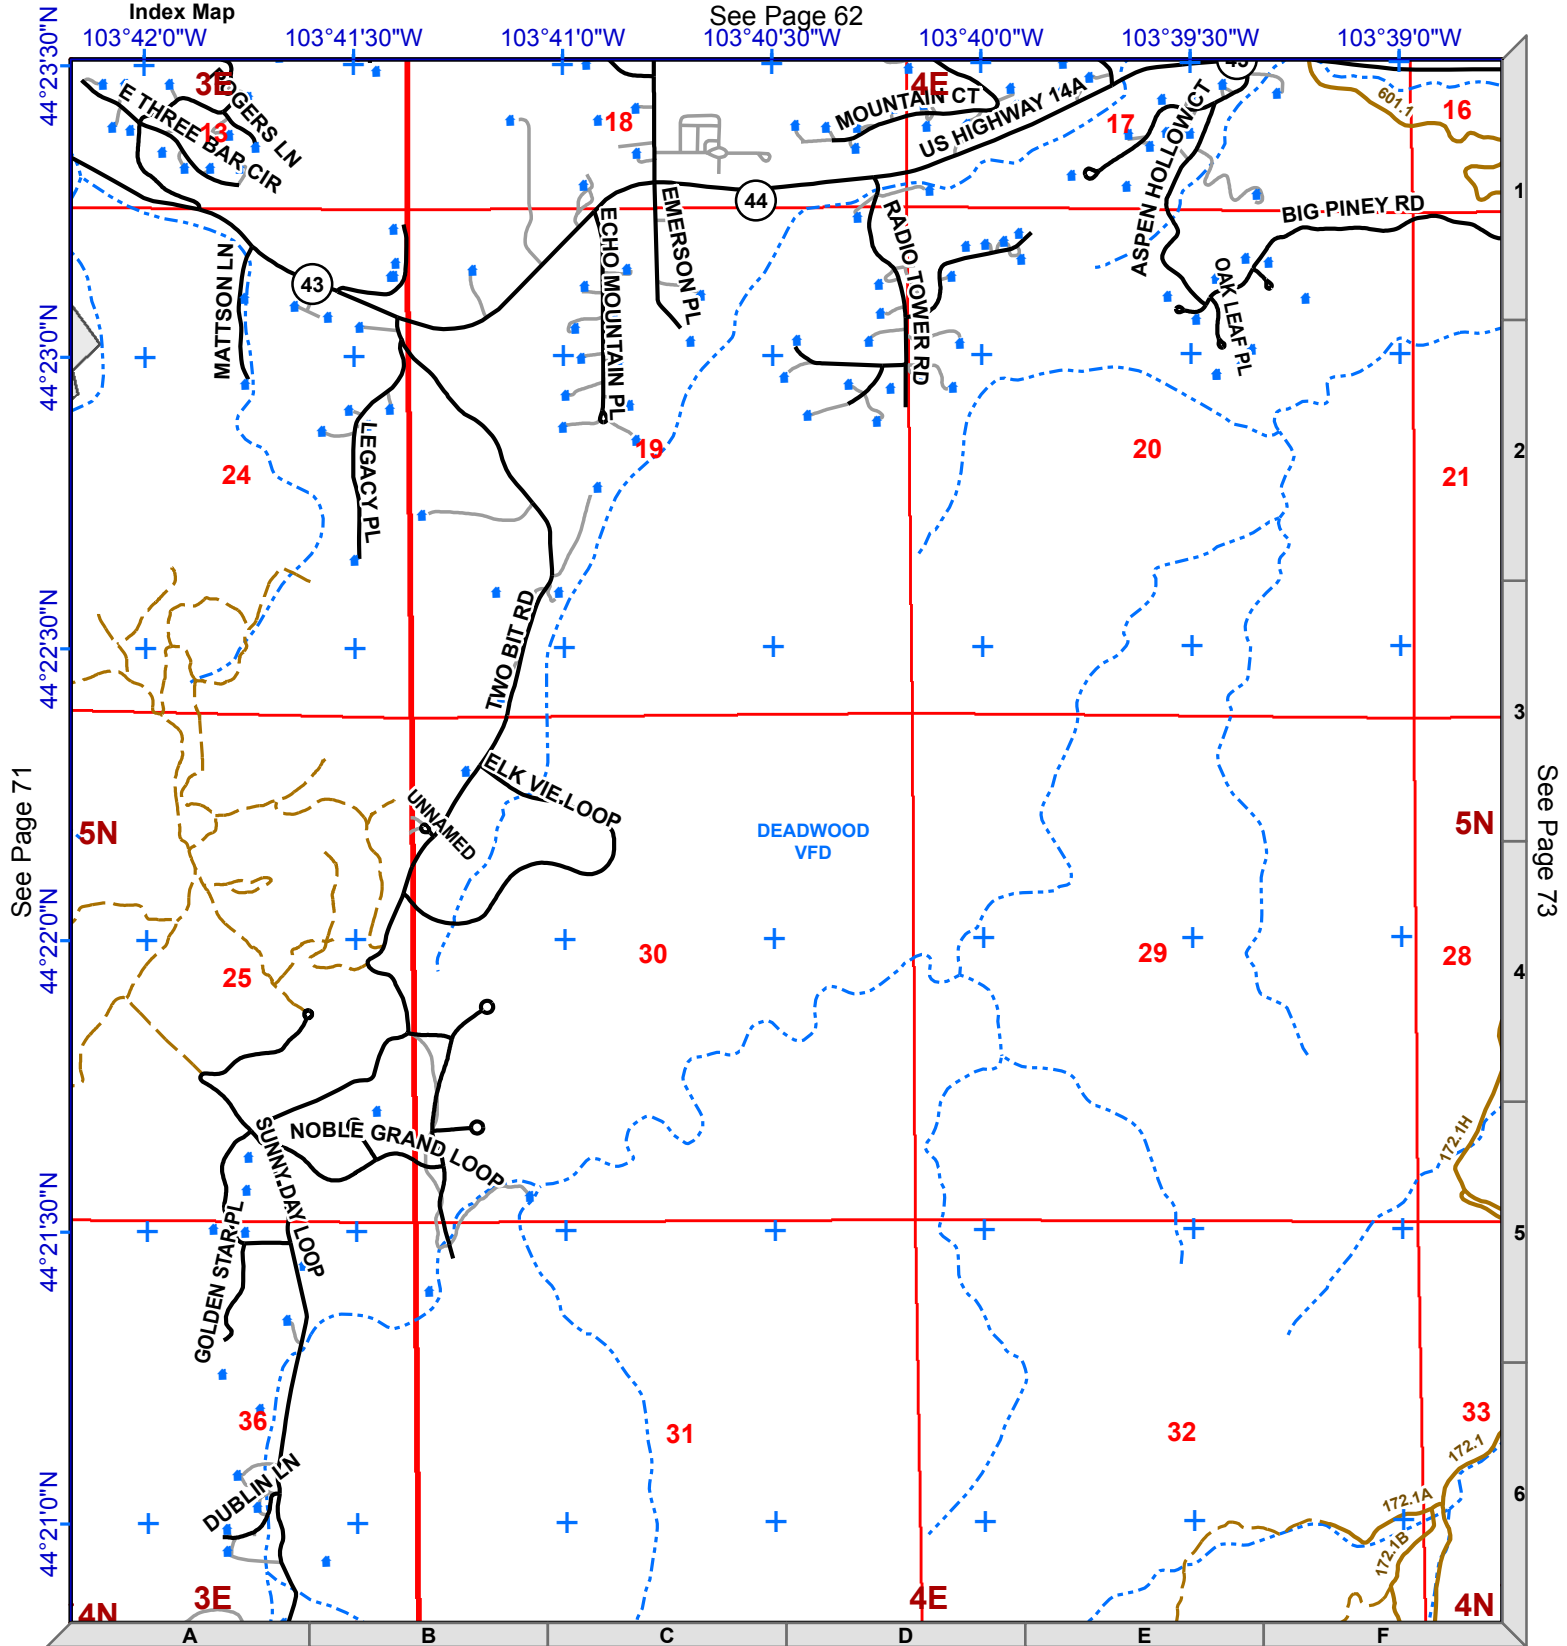 Index Map
See Page 62
103°42'0"W
103°41'30"W
103°41'0"W
103°40'30"W
103°40'0"W
103°39'30"W
103°39'0"W
44°23'30"N
44°23'0"N
44°22'30"N
44°22'0"N
44°21'30"N
44°21'0"N
See Page 71
See Page 73
3E
4E
13
18
17
16
E THREE BAR CIR
MOUNTAIN CT
US HIGHWAY 14A
ASPEN HOLLOW CT
601.1
1
44
43
MATTSON LN
ECHO MOUNTAIN PL
EMERSON PL
RADIO TOWER RD
BIG PINEY RD
OAK LEAF PL
LEGACY PL
24
19
20
21
2
TWO BIT RD
3
ELK VIE LOOP
UNNAMED
5N
DEADWOOD
VFD
5N
25
30
29
28
4
SUNNY DAY LOOP
NOBLE GRAND LOOP
172.1H
GOLDEN STAR PL
5
36
31
32
33
172.1
DUBLIN LN
172.1A
172.1B
6
4N
3E
4E
4N
A
B
C
D
E
F